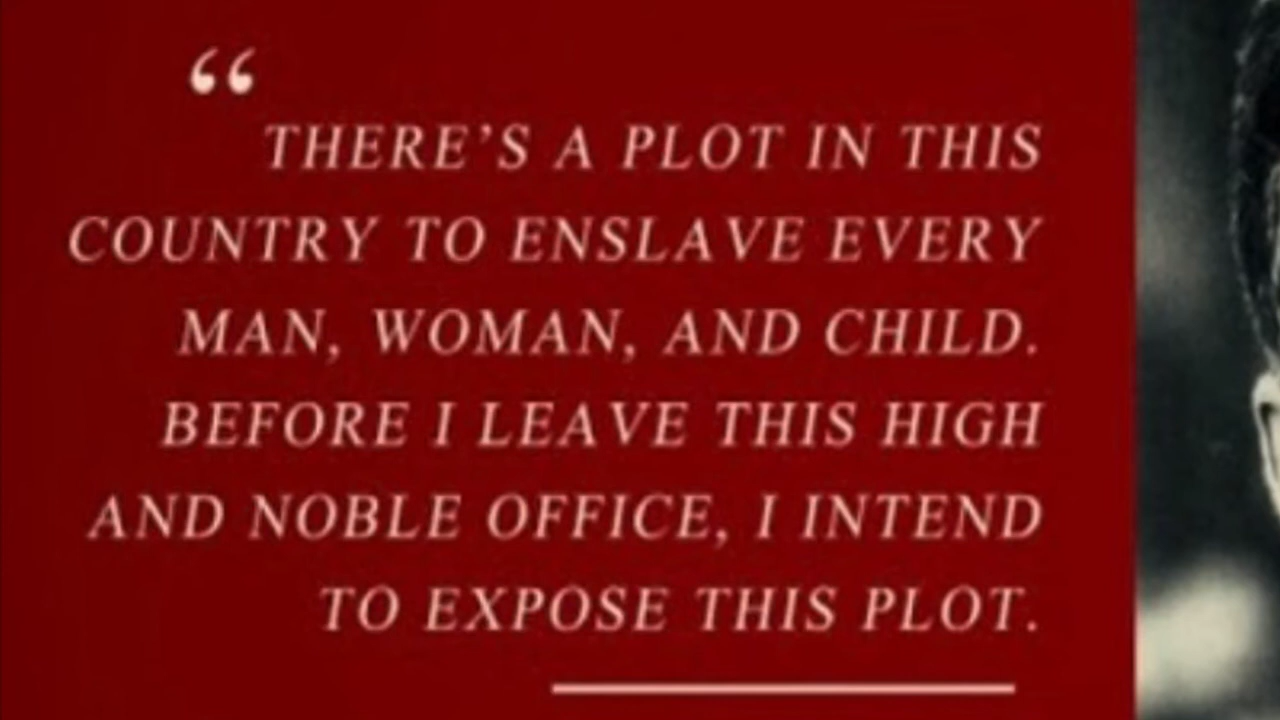 “
THERE’S A PLOT IN THIS
COUNTRY TO ENSLAVE EVERY
MAN, WOMAN, AND CHILD.
BEFORE I LEAVE THIS HIGH
AND NOBLE OFFICE, I INTEND
TO EXPOSE THIS PLOT.